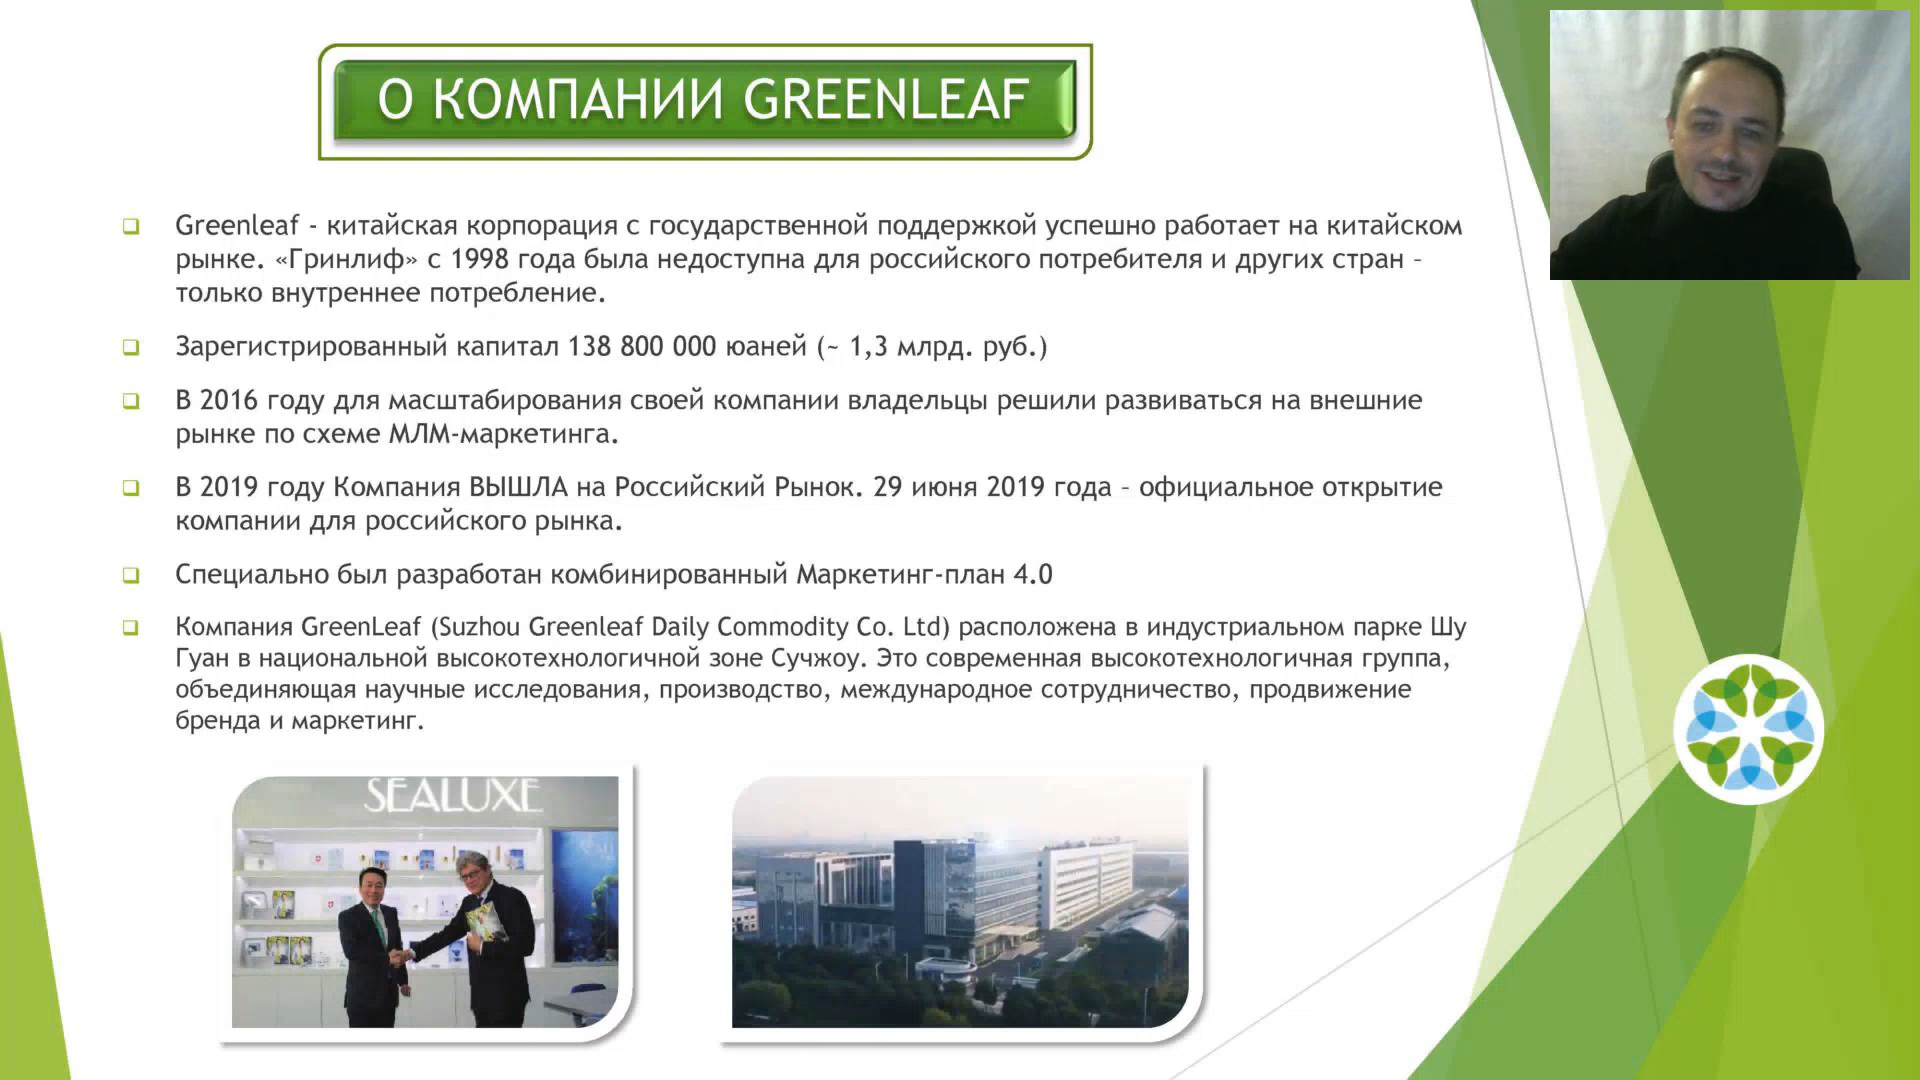 О КОМПАНИИ GREENLEAF
Greenleaf - китайская корпорация с государственной поддержкой успешно работает на китайском
рынке. «Гринлиф» с 1998 года была недоступна для российского потребителя и других стран –
только внутреннее потребление.
Зарегистрированный капитал 138 800 000 юаней (~ 1,3 млрд. руб.)
В 2016 году для масштабирования своей компании владельцы решили развиваться на внешние
рынке по схеме МЛМ-маркетинга.
В 2019 году Компания ВЫШЛА на Российский Рынок. 29 июня 2019 года – официальное открытие
компании для российского рынка.
Специально был разработан комбинированный Маркетинг-план 4.0
Компания GreenLeaf (Suzhou Greenleaf Daily Commodity Co. Ltd) расположена в индустриальном парке Шу
Гуан в национальной высокотехнологичной зоне Сучжоу. Это современная высокотехнологичная группа,
объединяющая научные исследования, производство, международное сотрудничество, продвижение
бренда и маркетинг.
SEALUXE